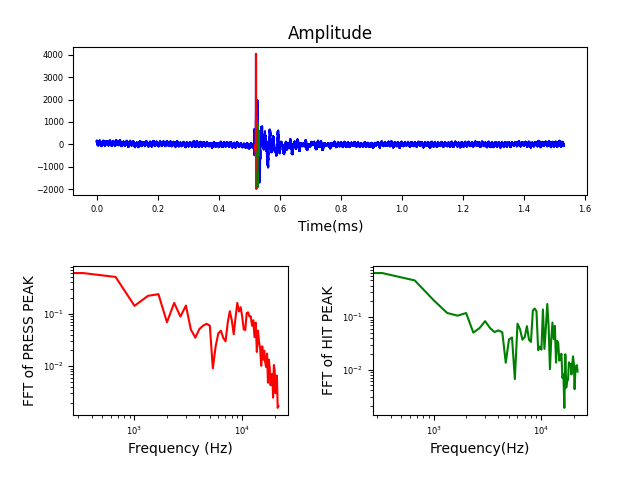 Amplitude
4000
3000
2000
1000
0
−1000
−2000
0.0 0.2 0.4 0.6 0.8 1.0 1.2 1.4 1.6
Time(ms)
FFT of PRESS PEAK
10⁻¹
10⁻²
10³ 10⁴
Frequency (Hz)
FFT of HIT PEAK
10⁻¹
10⁻²
10³ 10⁴
Frequency(Hz)